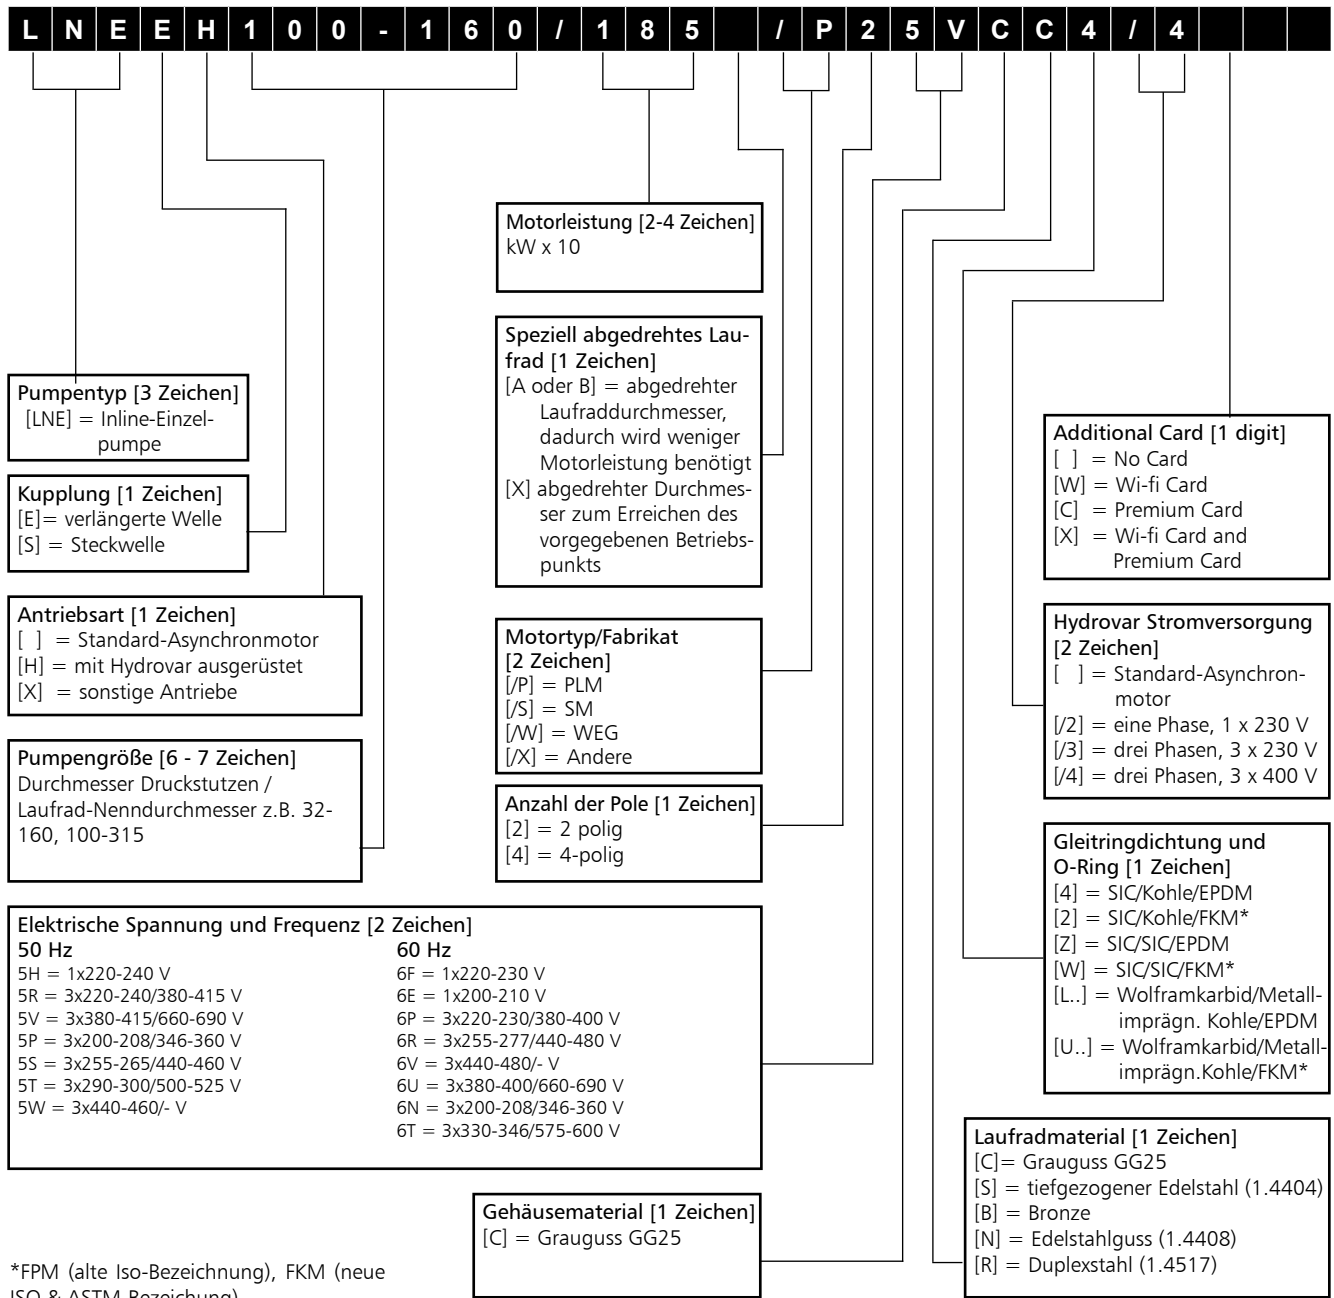 L N E E H 1 0 0 - 1 6 0 / 1 8 5 / P 2 5 V C C 4 / 4
Motorleistung [2-4 Zeichen]
kW x 10
Speziell abgedrehtes Lau-
frad [1 Zeichen]
[A oder B] = abgedrehter
Laufraddurchmesser,
dadurch wird weniger
Motorleistung benötigt
[X] abgedrehter Durchmes-
ser zum Erreichen des
vorgegebenen Betriebs-
punkts
Pumpentyp [3 Zeichen]
[LNE] = Inline-Einzel-
pumpe
Kupplung [1 Zeichen]
[E]= verlängerte Welle
[S] = Steckwelle
Additional Card [1 digit]
[ ] = No Card
[W] = Wi-fi Card
[C] = Premium Card
[X] = Wi-fi Card and
Premium Card
Antriebsart [1 Zeichen]
[ ] = Standard-Asynchronmotor
[H] = mit Hydrovar ausgerüstet
[X] = sonstige Antriebe
Motortyp/Fabrikat
[2 Zeichen]
[/P] = PLM
[/S] = SM
[/W] = WEG
[/X] = Andere
Hydrovar Stromversorgung
[2 Zeichen]
[ ] = Standard-Asynchron-
motor
[/2] = eine Phase, 1 x 230 V
[/3] = drei Phasen, 3 x 230 V
[/4] = drei Phasen, 3 x 400 V
Pumpengröße [6 - 7 Zeichen]
Durchmesser Druckstutzen /
Laufrad-Nenndurchmesser z.B. 32-
160, 100-315
Anzahl der Pole [1 Zeichen]
[2] = 2 polig
[4] = 4-polig
Gleitringdichtung und
O-Ring [1 Zeichen]
[4] = SIC/Kohle/EPDM
[2] = SIC/Kohle/FKM*
[Z] = SIC/SIC/EPDM
[W] = SIC/SIC/FKM*
[L..] = Wolframkarbid/Metall-
imprägn. Kohle/EPDM
[U..] = Wolframkarbid/Metall-
imprägn.Kohle/FKM*
Elektrische Spannung und Frequenz [2 Zeichen]
50 Hz
5H = 1x220-240 V
5R = 3x220-240/380-415 V
5V = 3x380-415/660-690 V
5P = 3x200-208/346-360 V
5S = 3x255-265/440-460 V
5T = 3x290-300/500-525 V
5W = 3x440-460/- V
60 Hz
6F = 1x220-230 V
6E = 1x200-210 V
6P = 3x220-230/380-400 V
6R = 3x255-277/440-480 V
6V = 3x440-480/- V
6U = 3x380-400/660-690 V
6N = 3x200-208/346-360 V
6T = 3x330-346/575-600 V
Laufradmaterial [1 Zeichen]
[C]= Grauguss GG25
[S] = tiefgezogener Edelstahl (1.4404)
[B] = Bronze
[N] = Edelstahlguss (1.4408)
[R] = Duplexstahl (1.4517)
Gehäusematerial [1 Zeichen]
[C] = Grauguss GG25
*FPM (alte Iso-Bezeichnung), FKM (neue
ISO & ASTM Bezeichung)